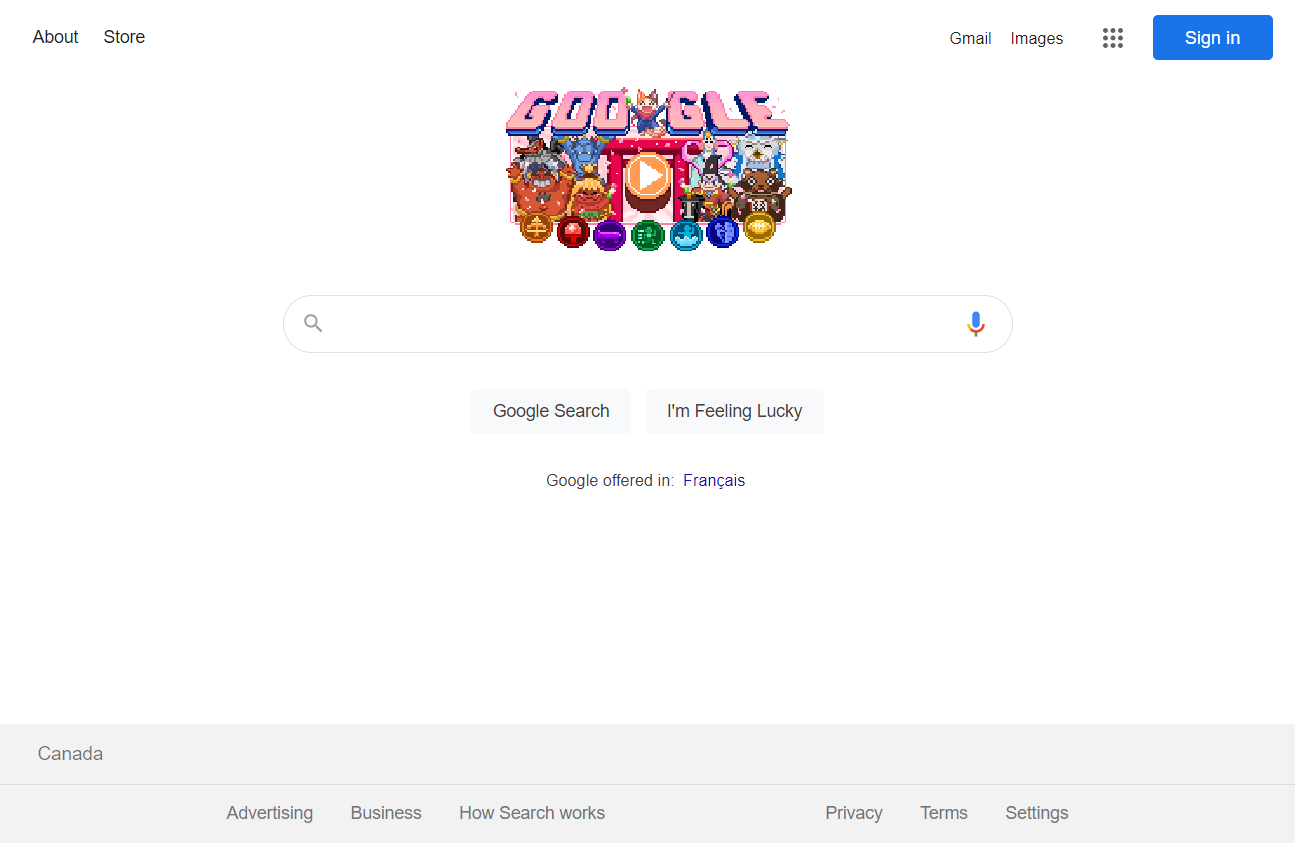 About Store
Gmail Images Sign in
GOOGLE
Google Search I'm Feeling Lucky
Google offered in: Français
Canada
Advertising Business How Search works Privacy Terms Settings